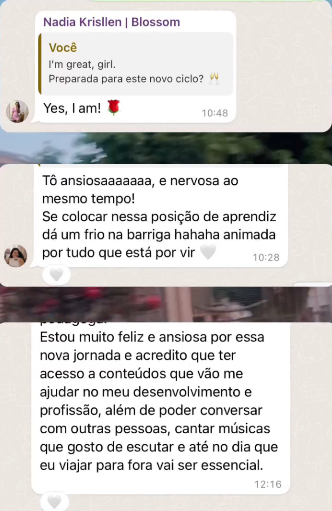 Nadia Krisllen | Blossom
Você
I'm great, girl.
Preparada para este novo ciclo? 🥂
Yes, I am! 🌹
10:48
Tô ansiosaaaaaaa, e nervosa ao
mesmo tempo!
Se colocar nessa posição de aprendiz
dá um frio na barriga hahaha animada
por tudo que está por vir 🤍
10:28
🤍
pedagoga.
Estou muito feliz e ansiosa por essa
nova jornada e acredito que ter
acesso a conteúdos que vão me
ajudar no meu desenvolvimento e
profissão, além de poder conversar
com outras pessoas, cantar músicas
que gosto de escutar e até no dia que
eu viajar para fora vai ser essencial.
12:16
🤍